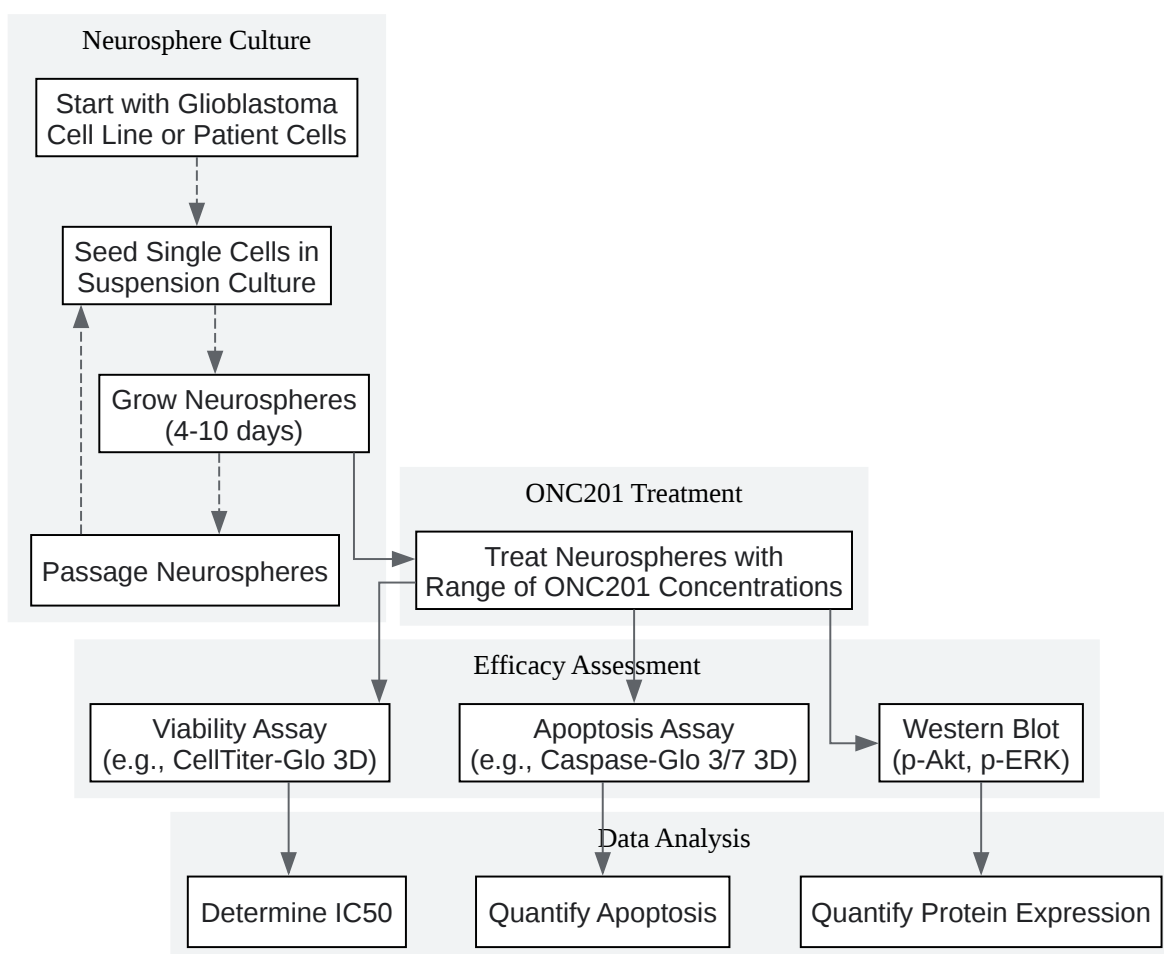 Neurosphere Culture
Start with Glioblastoma
Cell Line or Patient Cells
Seed Single Cells in
Suspension Culture
Grow Neurospheres
(4-10 days)
Passage Neurospheres
ONC201 Treatment
Treat Neurospheres with
Range of ONC201 Concentrations
Efficacy Assessment
Viability Assay
(e.g., CellTiter-Glo 3D)
Apoptosis Assay
(e.g., Caspase-Glo 3/7 3D)
Western Blot
(p-Akt, p-ERK)
Data Analysis
Determine IC50
Quantify Apoptosis
Quantify Protein Expression